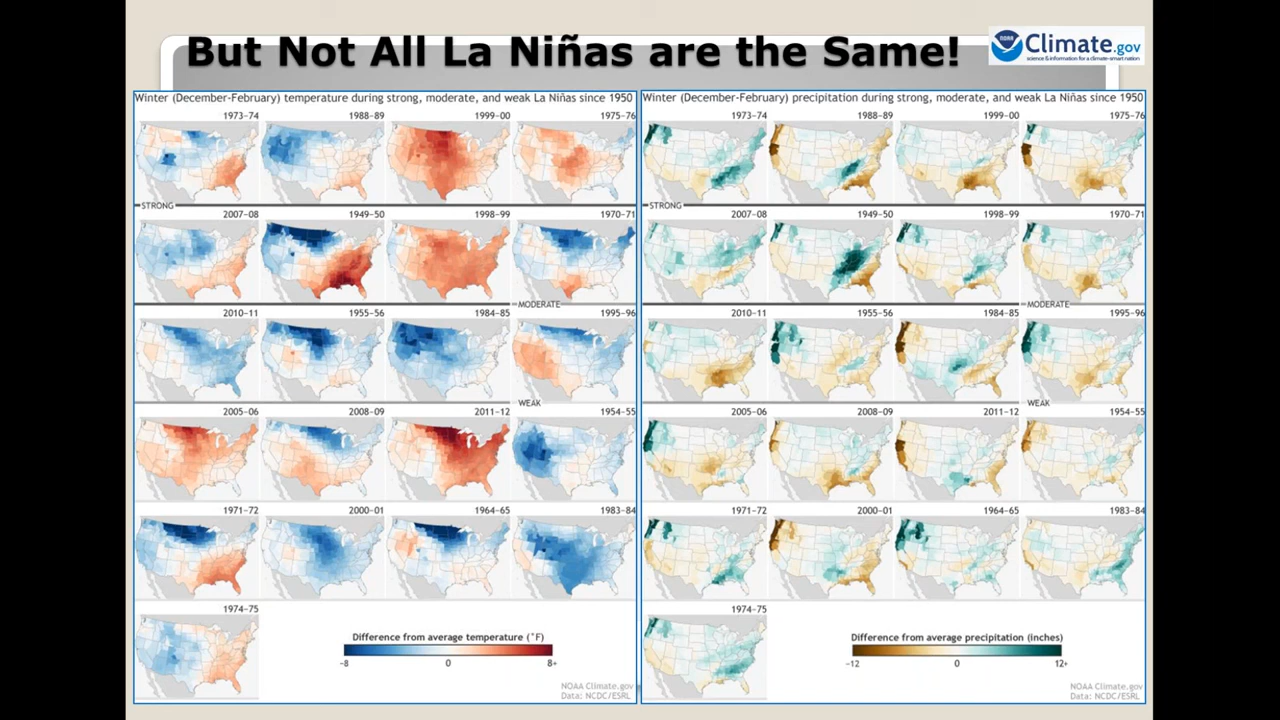 But Not All La Niñas are the Same!
NOAA
Climate.gov
science & information for a climate-smart nation
Winter (December-February) temperature during strong, moderate, and weak La Niñas since 1950
1973-74 1988-89 1999-00 1975-76
STRONG
2007-08 1949-50 1998-99 1970-71
MODERATE
2010-11 1955-56 1984-85 1995-96
WEAK
2005-06 2008-09 2011-12 1954-55
1971-72 2000-01 1964-65 1983-84
1974-75
Difference from average temperature (°F)
-8 0 8+
NOAA Climate.gov
Data: NCDC/ESRL
Winter (December-February) precipitation during strong, moderate, and weak La Niñas since 1950
1973-74 1988-89 1999-00 1975-76
STRONG
2007-08 1949-50 1998-99 1970-71
MODERATE
2010-11 1955-56 1984-85 1995-96
WEAK
2005-06 2008-09 2011-12 1954-55
1971-72 2000-01 1964-65 1983-84
1974-75
Difference from average precipitation (inches)
-12 0 12+
NOAA Climate.gov
Data: NCDC/ESRL